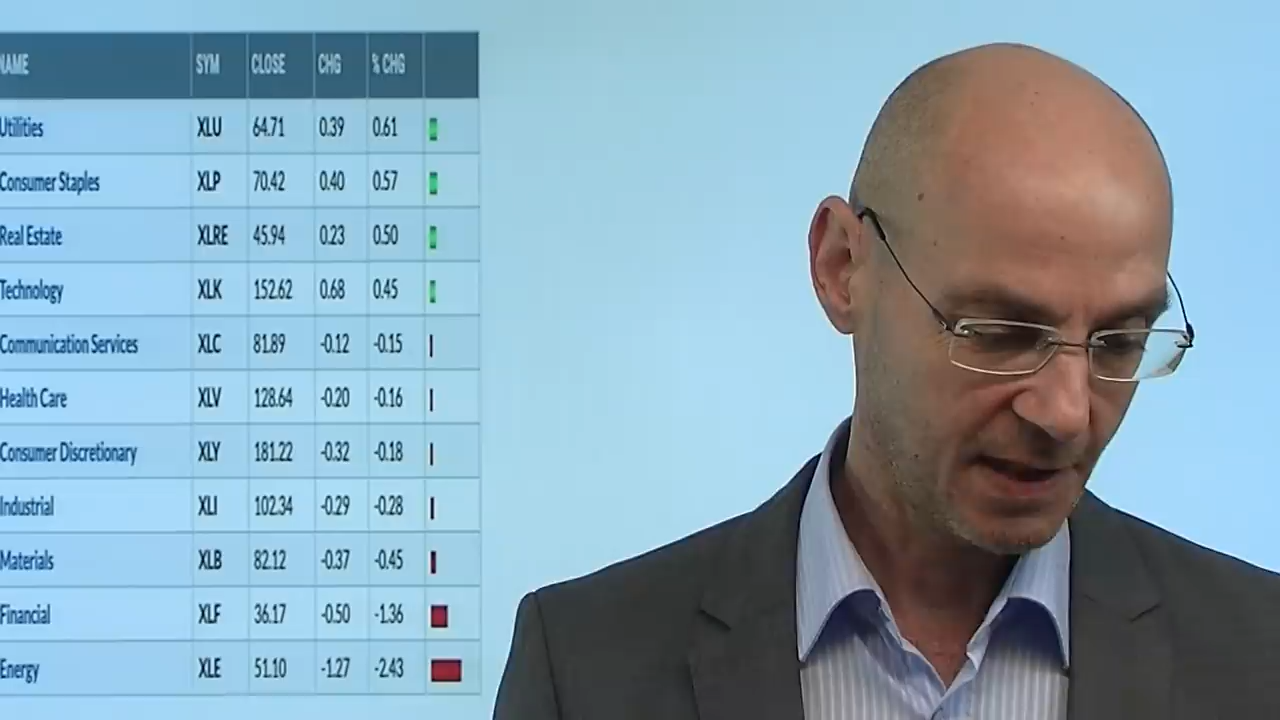 NAME SYM CLOSE CHG % CHG
Utilities XLU 64.71 0.39 0.61
Consumer Staples XLP 70.42 0.40 0.57
Real Estate XLRE 45.94 0.23 0.50
Technology XLK 152.62 0.68 0.45
Communication Services XLC 81.89 -0.12 -0.15
Health Care XLV 128.64 -0.20 -0.16
Consumer Discretionary XLY 181.22 -0.32 -0.18
Industrial XLI 102.34 -0.29 -0.28
Materials XLB 82.12 -0.37 -0.45
Financial XLF 36.17 -0.50 -1.36
Energy XLE 51.10 -1.27 -2.43